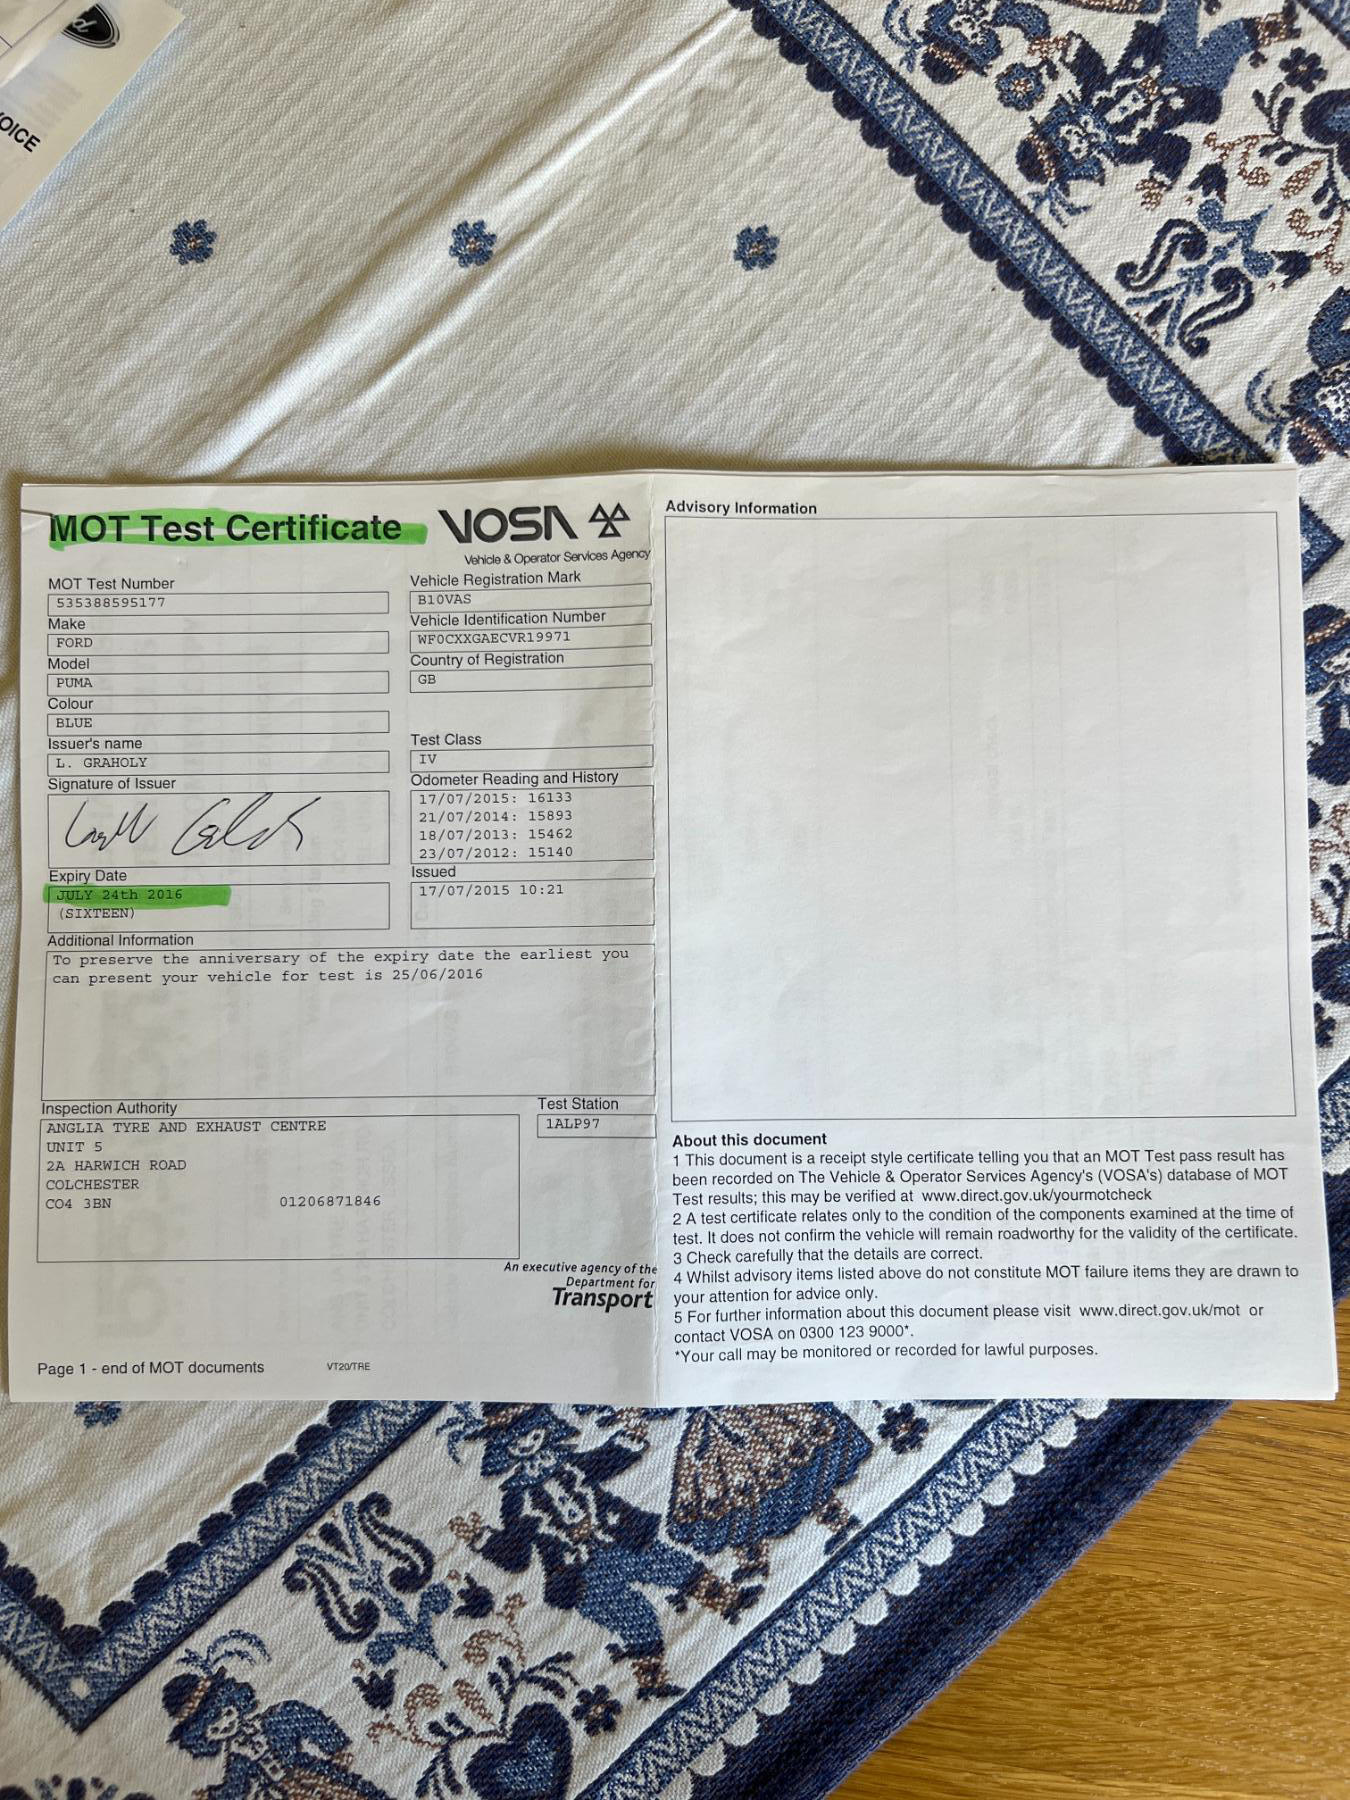 OICE
MOT Test Certificate
VOSA
Vehicle & Operator Services Agency
MOT Test Number
535388595177
Make
FORD
Model
PUMA
Colour
BLUE
Issuer's name
L. GRAHOLY
Signature of Issuer
Expiry Date
JULY 24th 2016
(SIXTEEN)
Vehicle Registration Mark
B10VAS
Vehicle Identification Number
WF0CXXGAECVR19971
Country of Registration
GB
Test Class
IV
Odometer Reading and History
17/07/2015: 16133
21/07/2014: 15893
18/07/2013: 15462
23/07/2012: 15140
Issued
17/07/2015 10:21
Additional Information
To preserve the anniversary of the expiry date the earliest you
can present your vehicle for test is 25/06/2016
Inspection Authority
ANGLIA TYRE AND EXHAUST CENTRE
UNIT 5
2A HARWICH ROAD
COLCHESTER
CO4 3BN 01206871846
Test Station
1ALP97
An executive agency of the
Department for
Transport
Page 1 - end of MOT documents VT20/TRE
Advisory Information
About this document
1 This document is a receipt style certificate telling you that an MOT Test pass result has
been recorded on The Vehicle & Operator Services Agency's (VOSA's) database of MOT
Test results; this may be verified at www.direct.gov.uk/yourmotcheck
2 A test certificate relates only to the condition of the components examined at the time of
test. It does not confirm the vehicle will remain roadworthy for the validity of the certificate.
3 Check carefully that the details are correct.
4 Whilst advisory items listed above do not constitute MOT failure items they are drawn to
your attention for advice only.
5 For further information about this document please visit www.direct.gov.uk/mot or
contact VOSA on 0300 123 9000*.
*Your call may be monitored or recorded for lawful purposes.